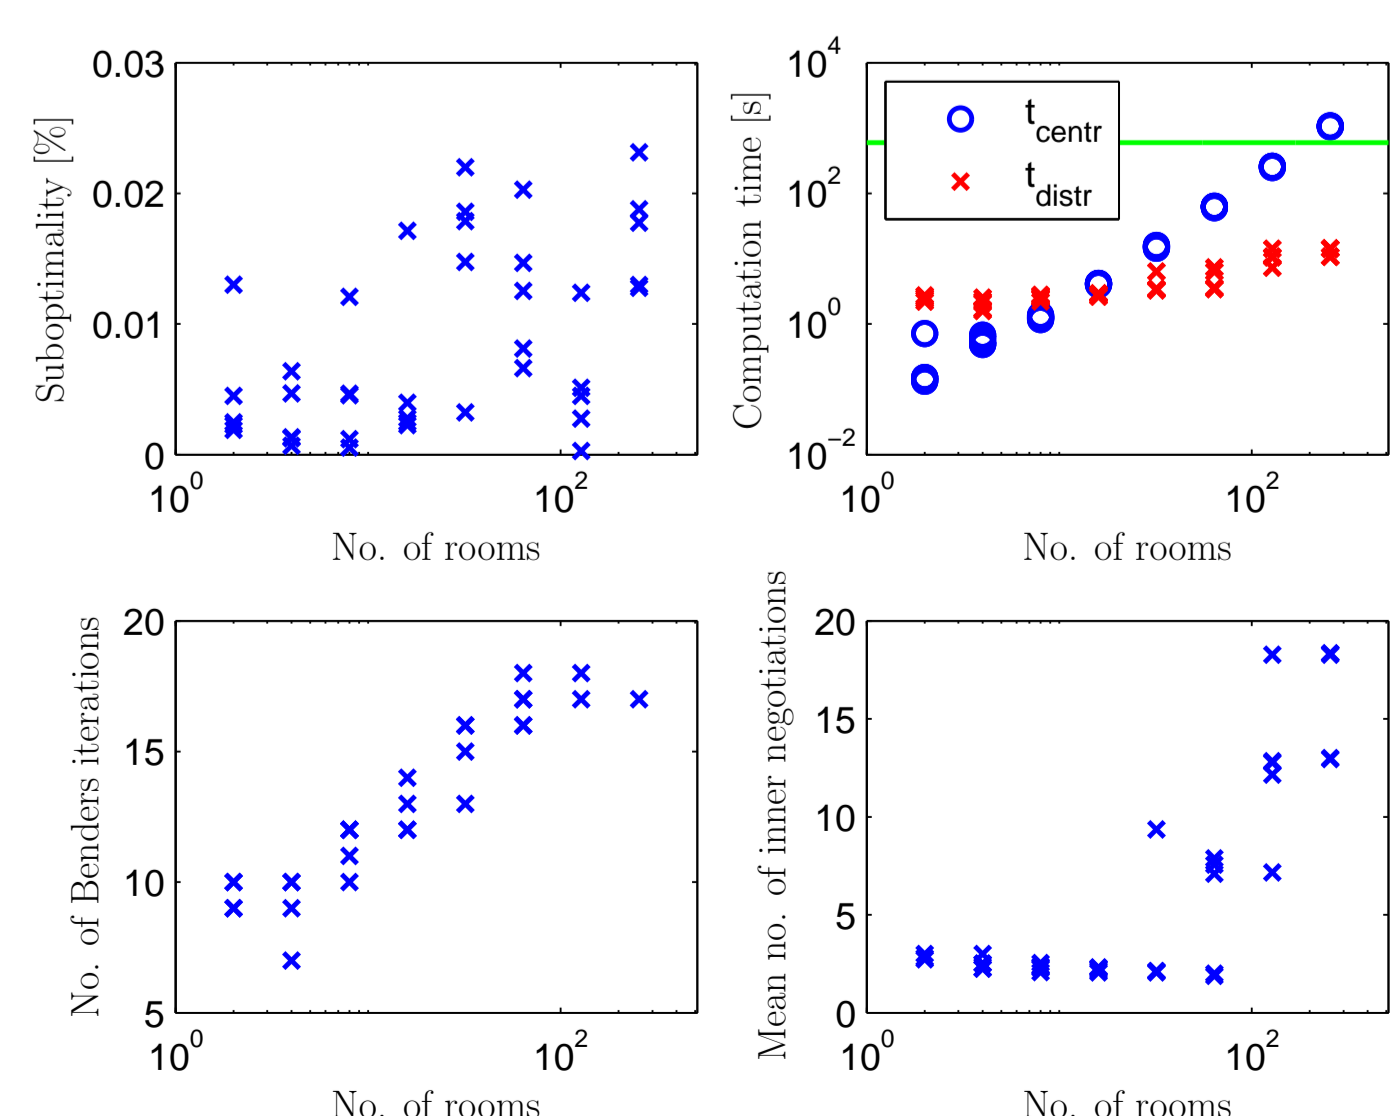 Suboptimality [%]
0.03
0.02
0.01
0
10^0
10^2
No. of rooms
Computation time [s]
10^4
10^2
10^0
10^−2
t_centr
t_distr
10^0
10^2
No. of rooms
No. of Benders iterations
20
15
10
5
10^0
10^2
No. of rooms
Mean no. of inner negotiations
20
15
10
5
0
10^0
10^2
No. of rooms